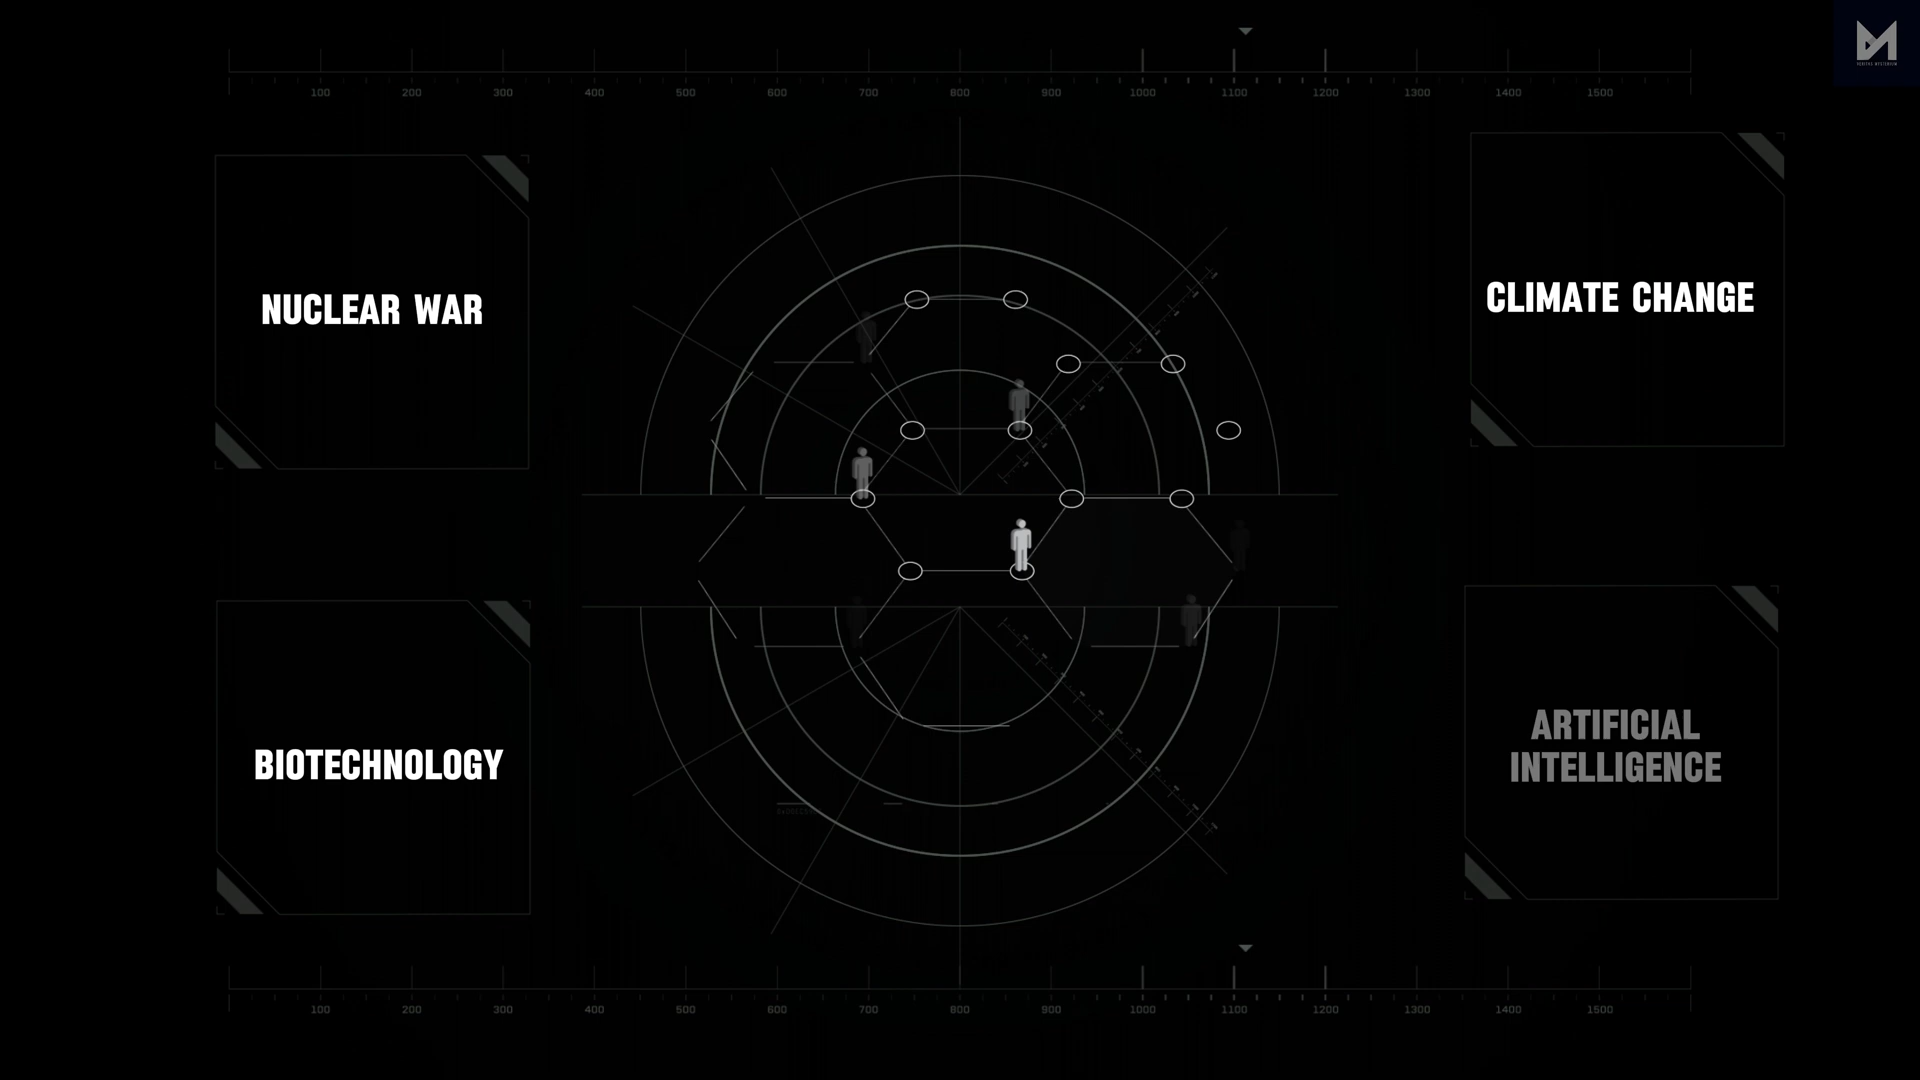 100 200 300 400 500 600 700 800 900 1000 1100 1200 1300 1400 1500
NUCLEAR WAR
CLIMATE CHANGE
BIOTECHNOLOGY
ARTIFICIAL
INTELLIGENCE
100 200 300 400 500 600 700 800 900 1000 1100 1200 1300 1400 1500